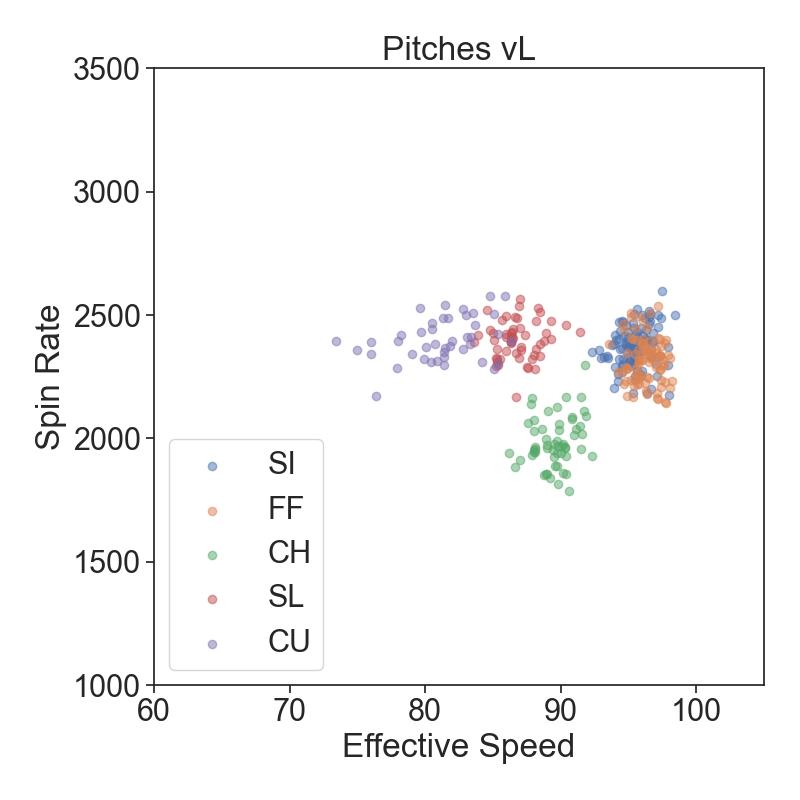 Pitches vL
3500
3000
2500
2000
1500
1000
Spin Rate
SI
FF
CH
SL
CU
60 70 80 90 100
Effective Speed